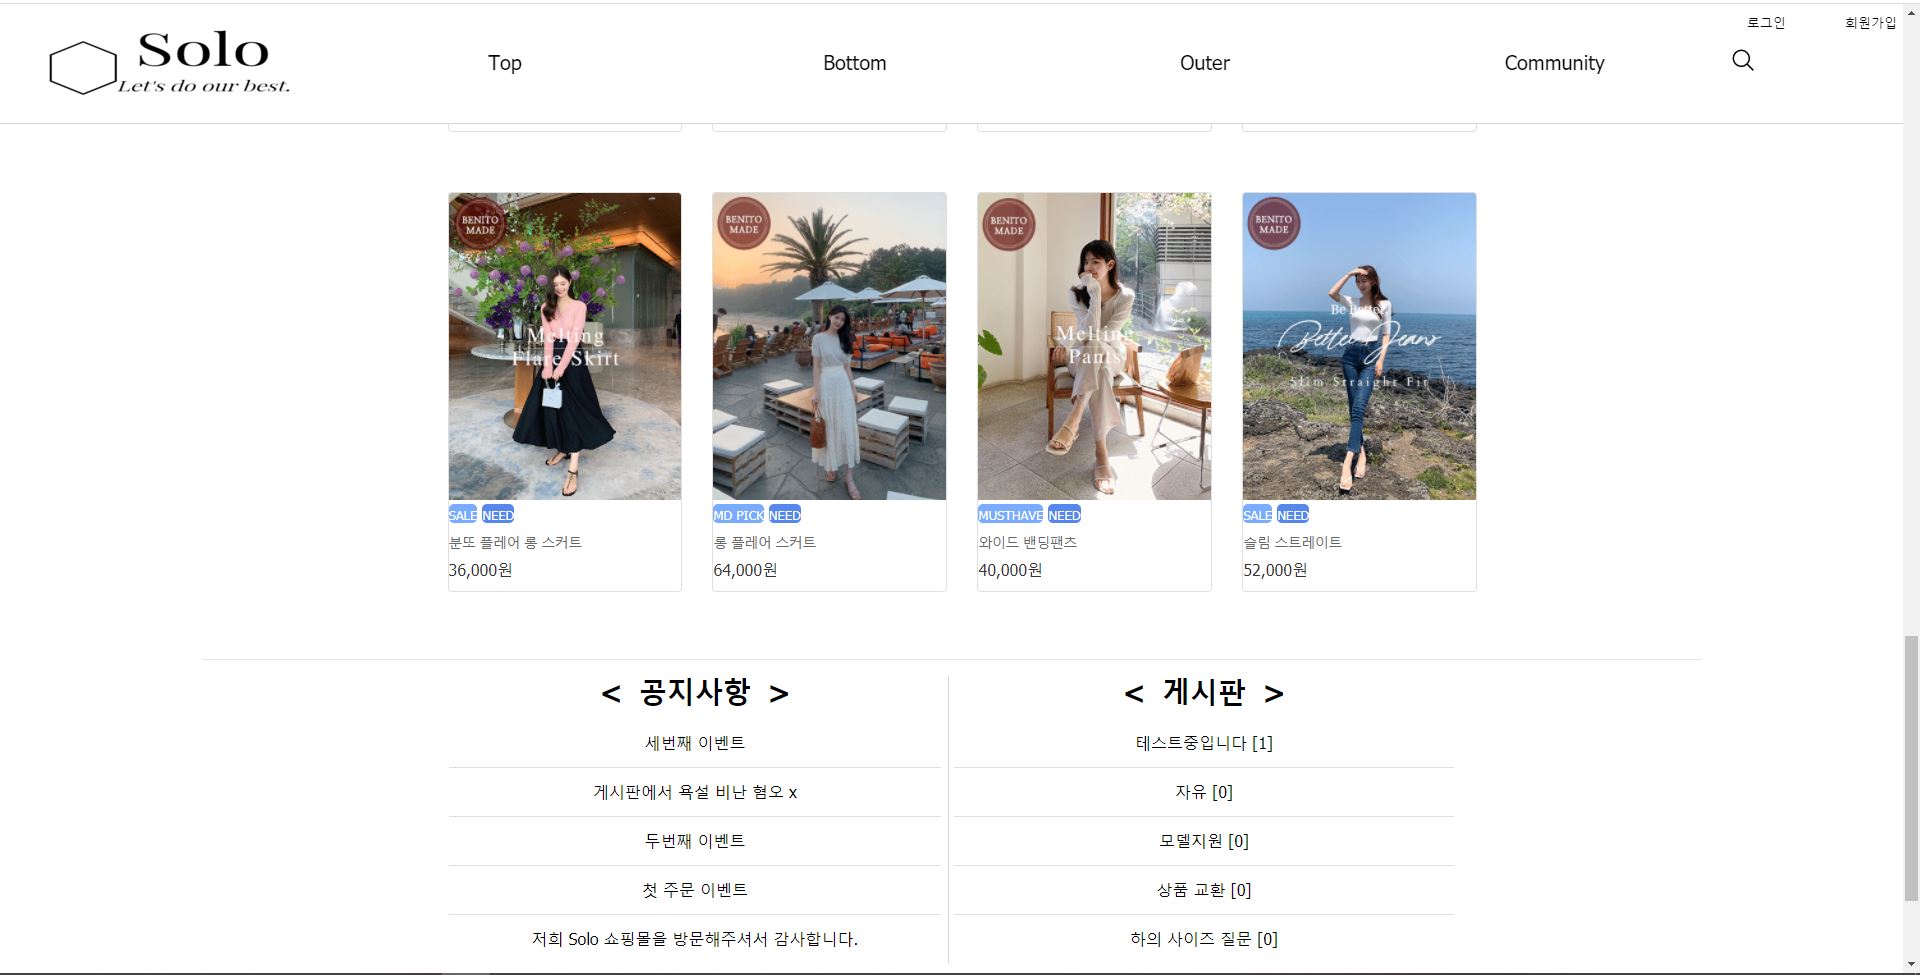 로그인 회원가입
Solo
Let's do our best.
Top Bottom Outer Community
BENITO
MADE
Melting
Flare Skirt
SALE NEED
분또 플레어 롱 스커트
36,000원
BENITO
MADE
MD PICK NEED
롱 플레어 스커트
64,000원
BENITO
MADE
Melting
Pants
MUSTHAVE NEED
와이드 밴딩팬츠
40,000원
BENITO
MADE
Be Better
Better Jeans
Slim Straight Fit
SALE NEED
슬림 스트레이트
52,000원
< 공지사항 >
세번째 이벤트
게시판에서 욕설 비난 혐오 x
두번째 이벤트
첫 주문 이벤트
저희 Solo 쇼핑몰을 방문해주셔서 감사합니다.
< 게시판 >
테스트중입니다 [1]
자유 [0]
모델지원 [0]
상품 교환 [0]
하의 사이즈 질문 [0]